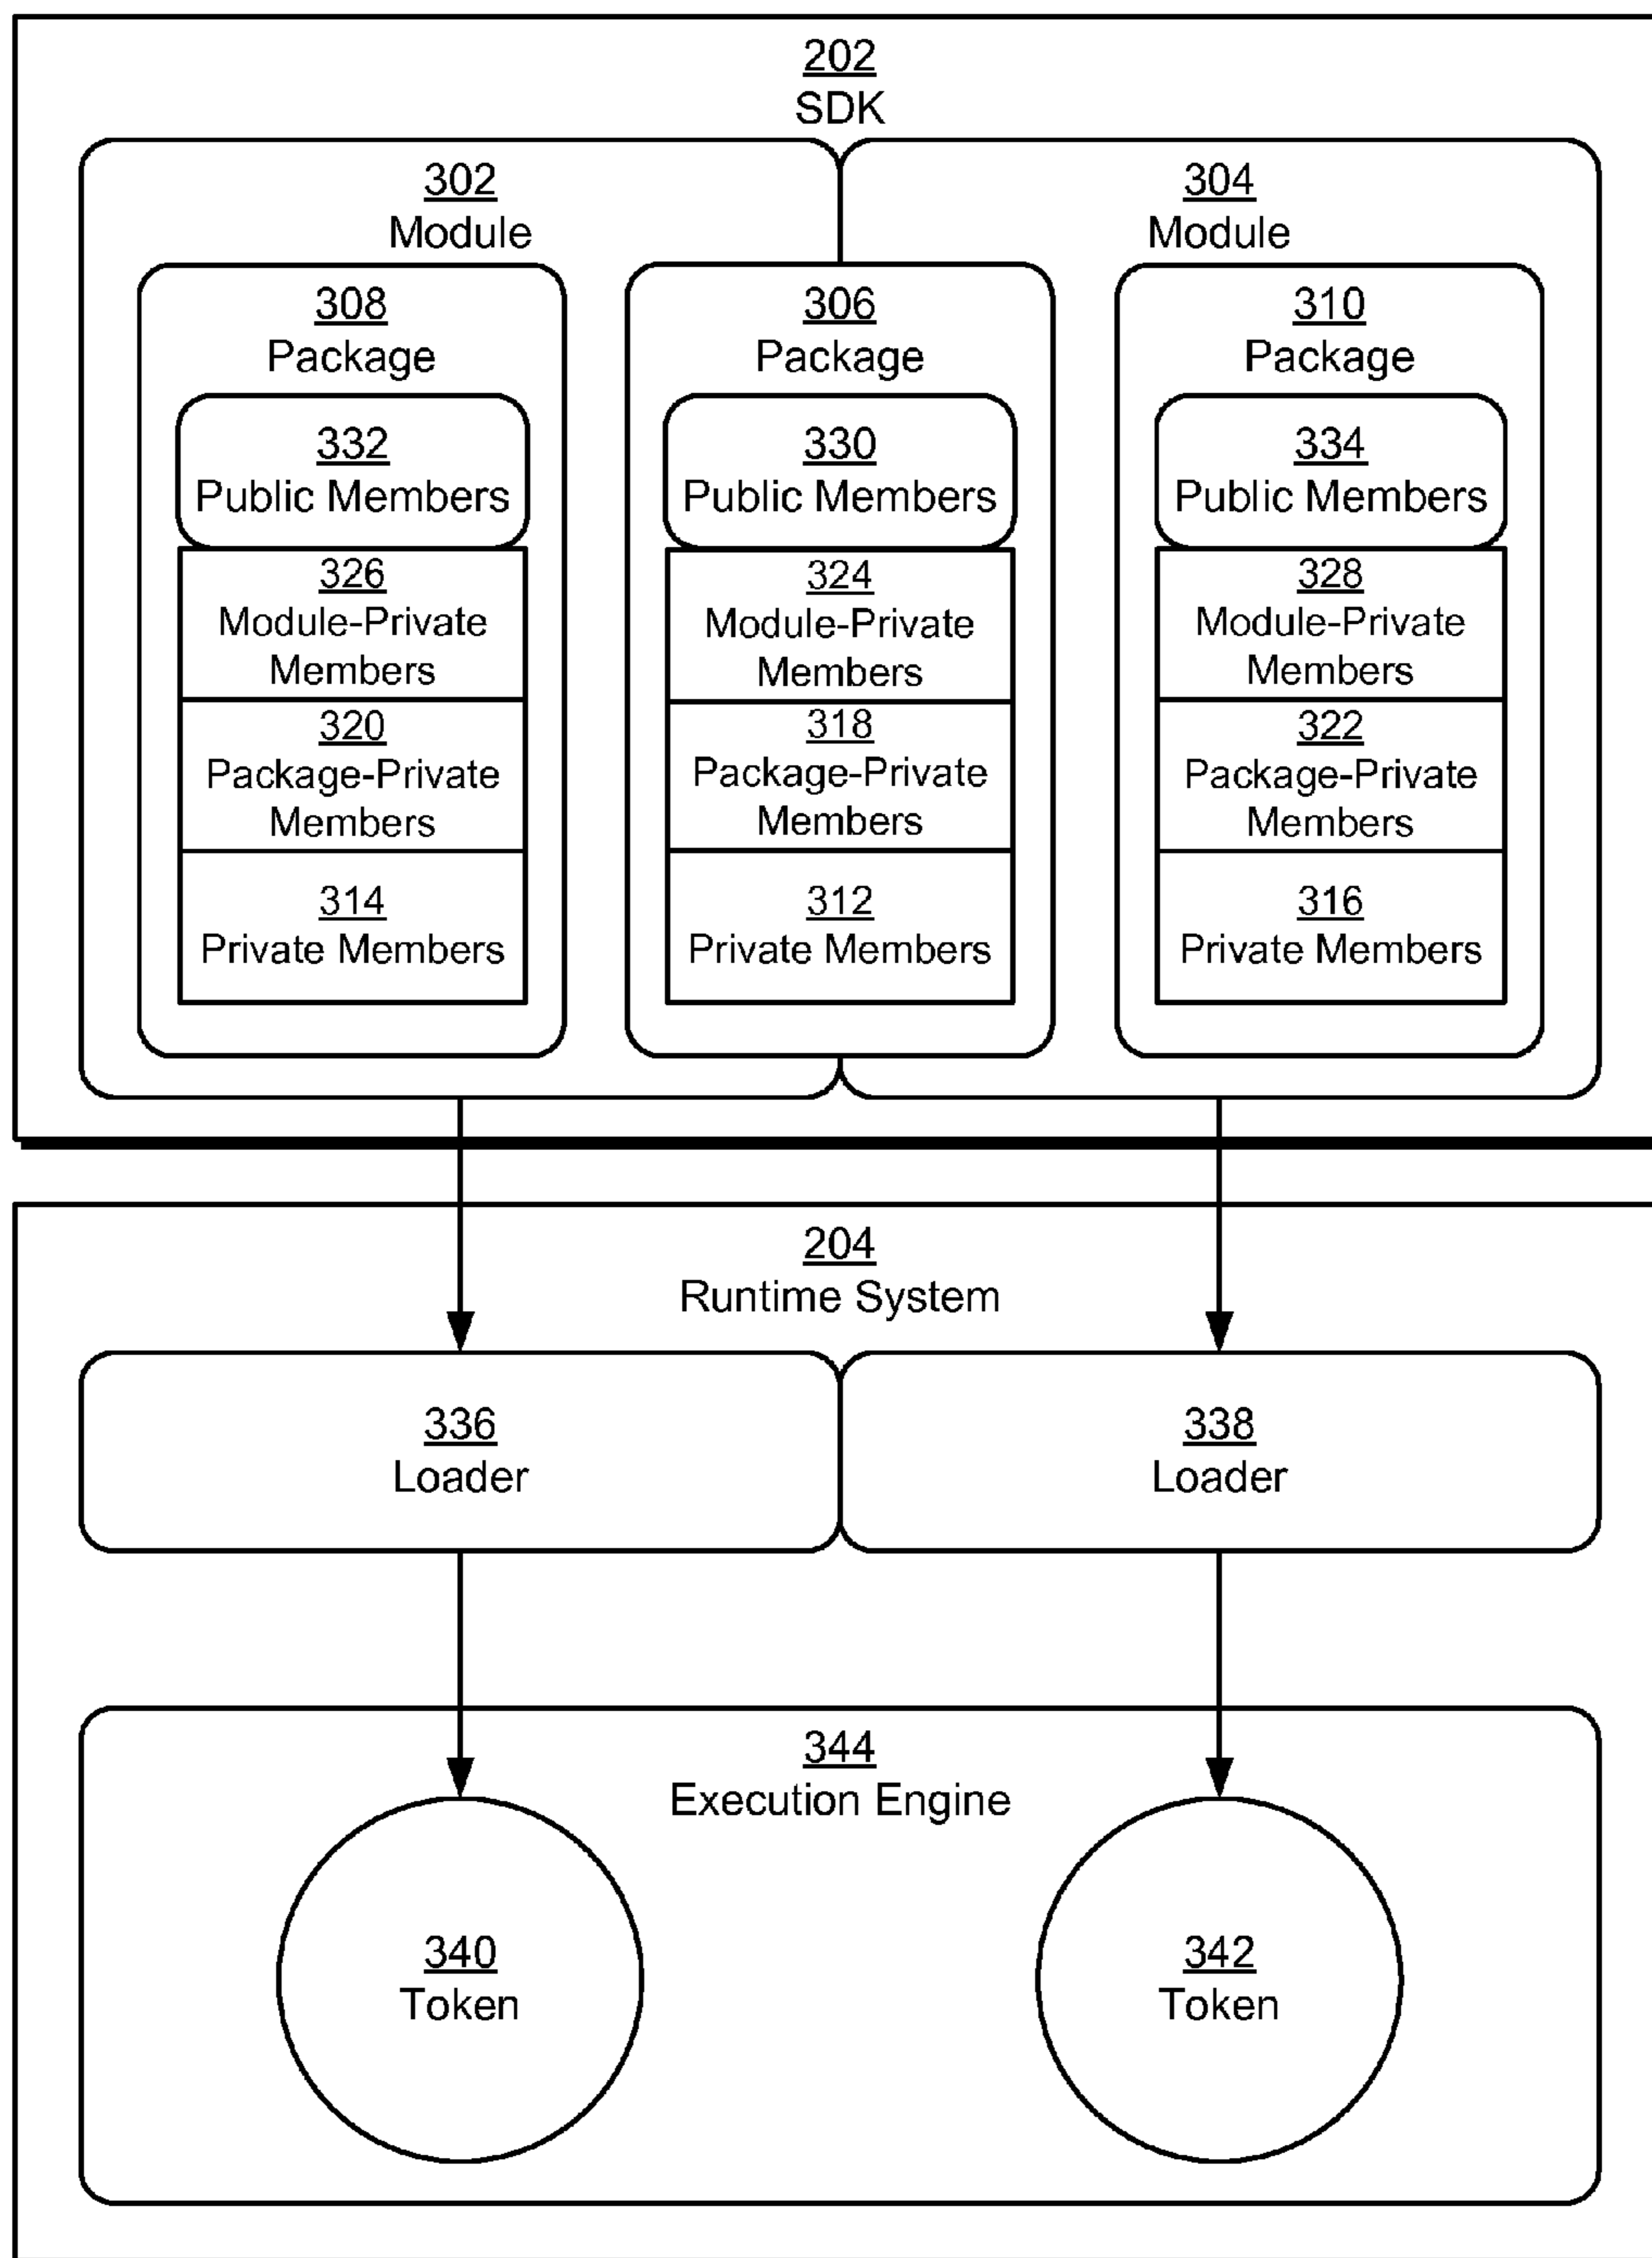 202
SDK
302
Module
304
Module
308
Package
332
Public Members
326
Module-Private
Members
320
Package-Private
Members
314
Private Members
306
Package
330
Public Members
324
Module-Private
Members
318
Package-Private
Members
312
Private Members
310
Package
334
Public Members
328
Module-Private
Members
322
Package-Private
Members
316
Private Members
204
Runtime System
336
Loader
338
Loader
344
Execution Engine
340
Token
342
Token